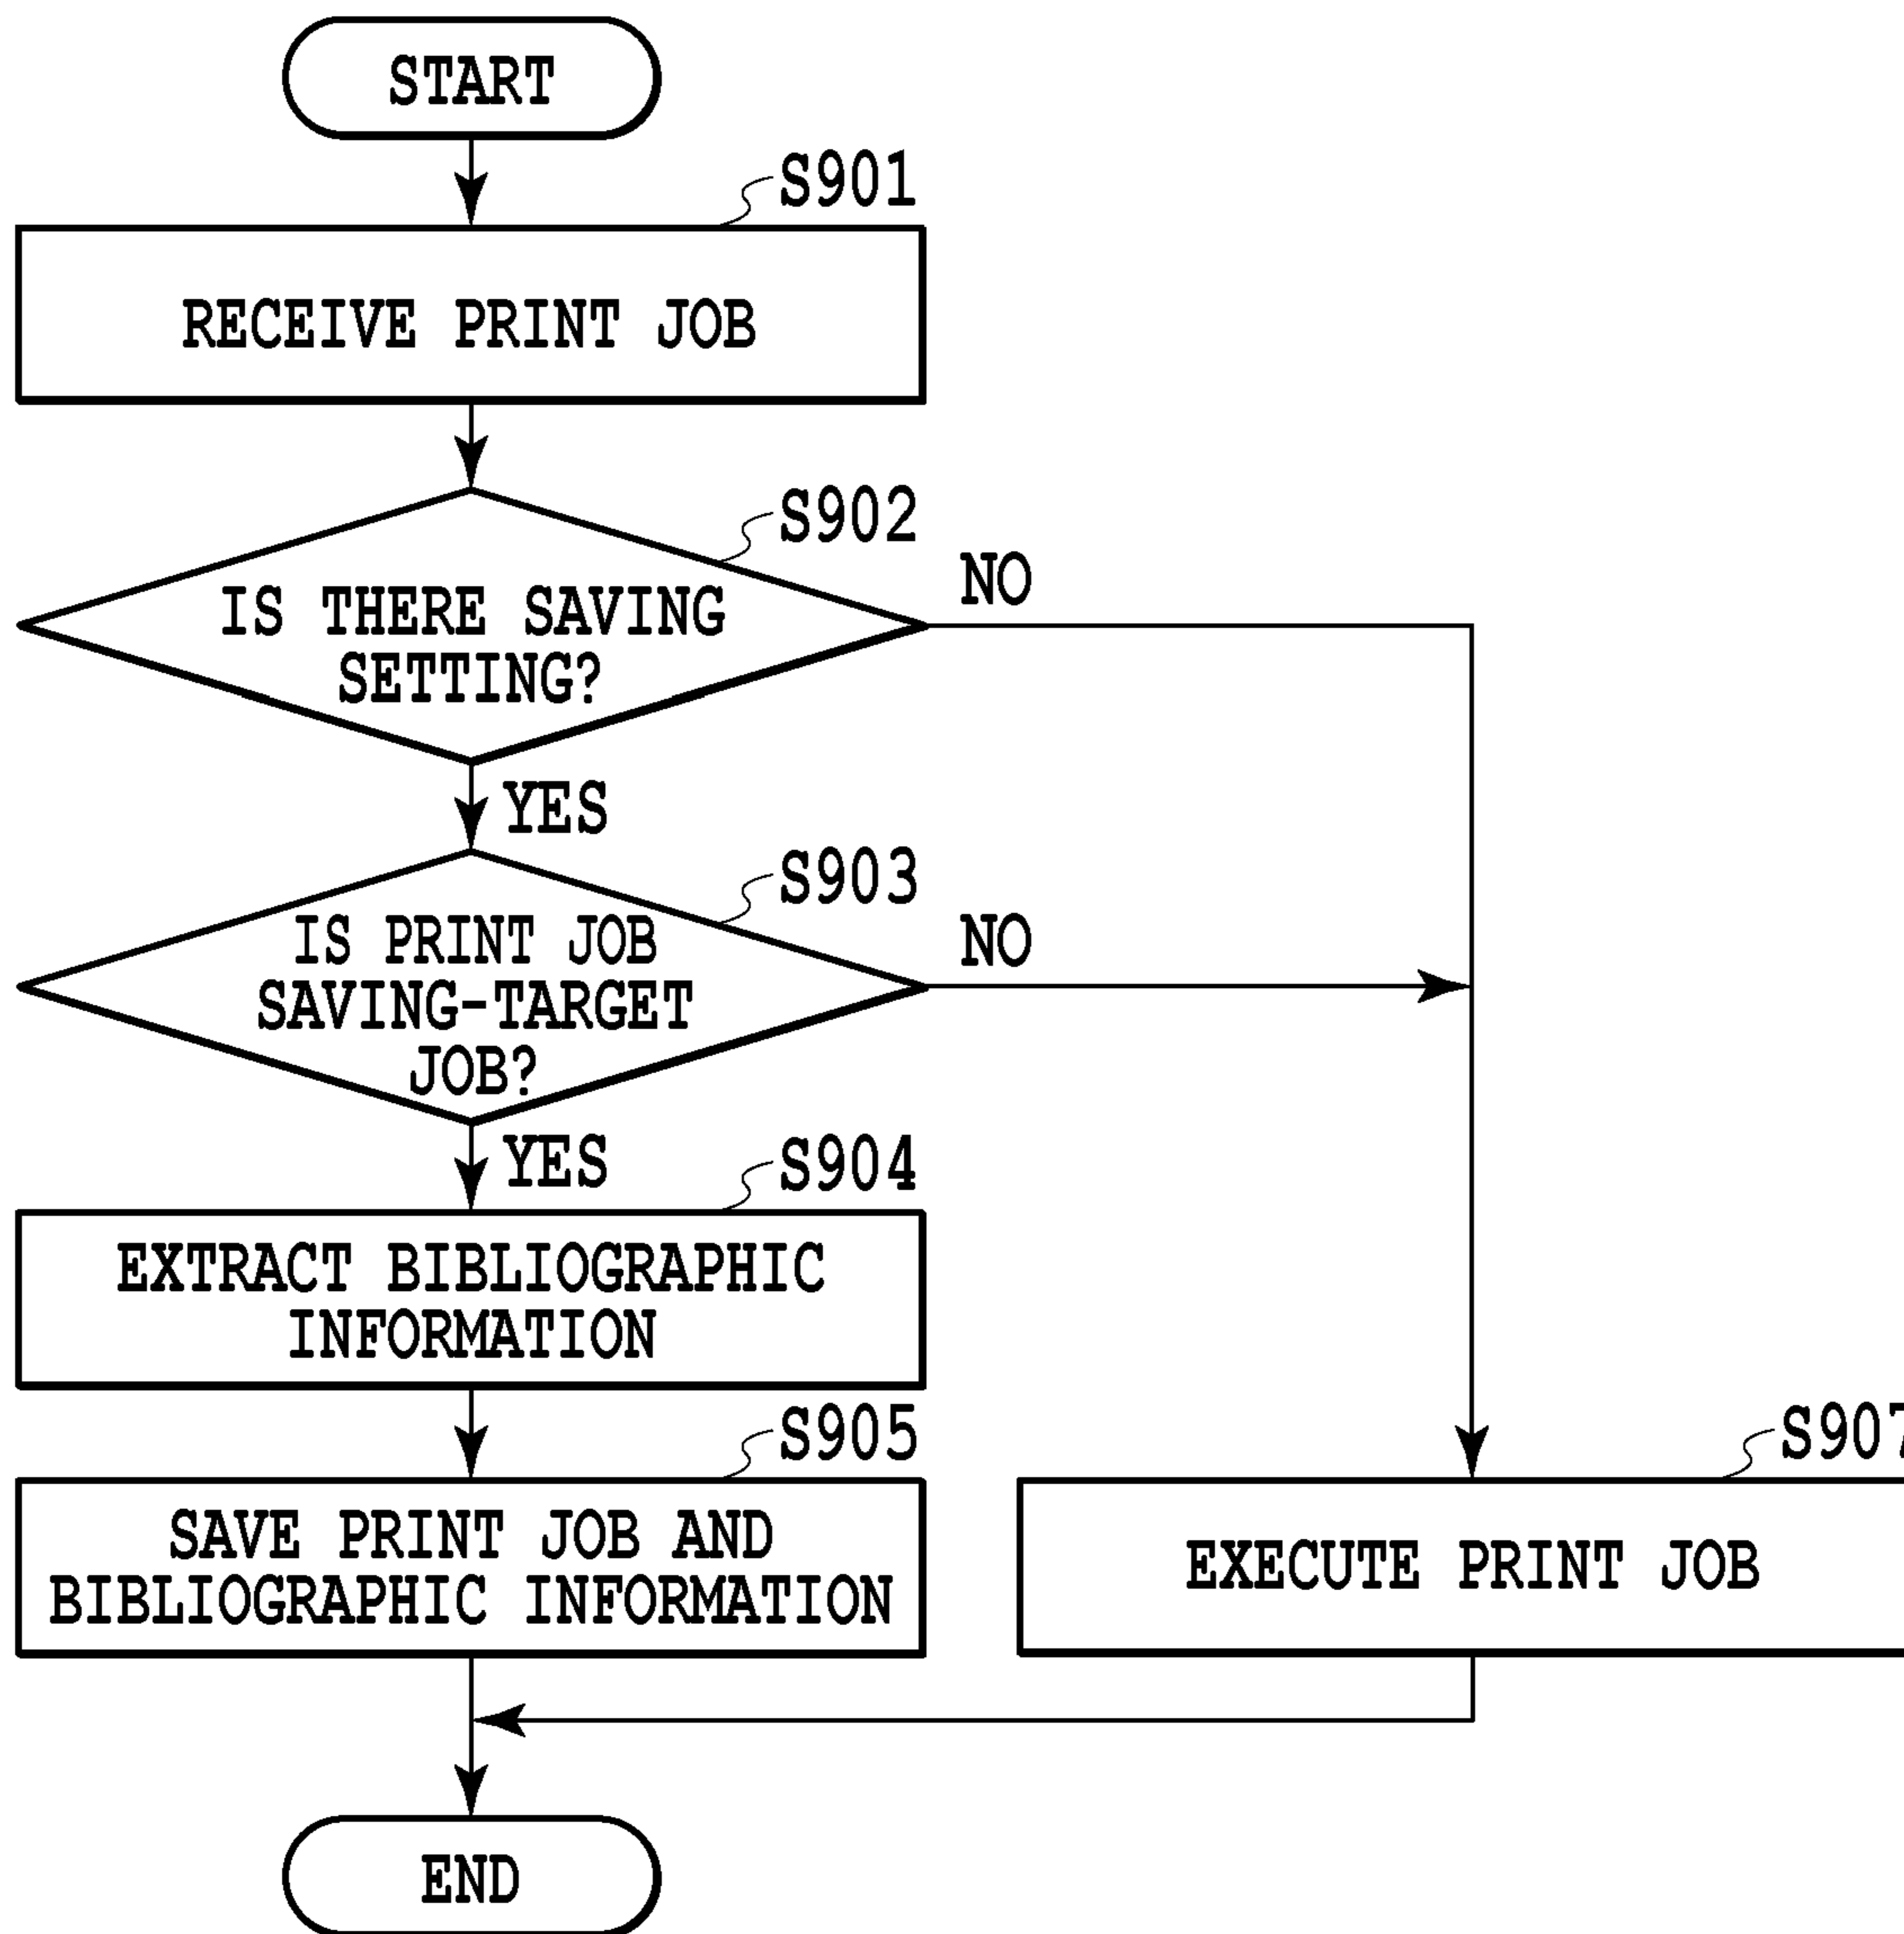 START
S901
RECEIVE PRINT JOB
S902
IS THERE SAVING
SETTING?
NO
YES
S903
IS PRINT JOB
SAVING-TARGET
JOB?
NO
YES
S904
EXTRACT BIBLIOGRAPHIC
INFORMATION
S905
SAVE PRINT JOB AND
BIBLIOGRAPHIC INFORMATION
S907
EXECUTE PRINT JOB
END